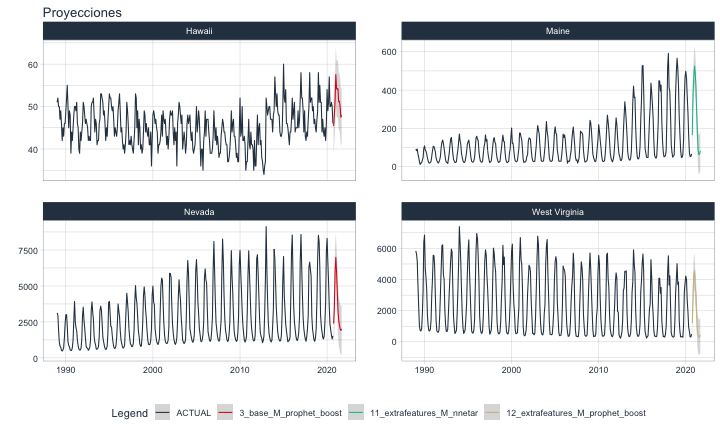 Proyecciones
Hawaii
Maine
60
50
40
600
400
200
0
Nevada
West Virginia
7500
5000
2500
0
6000
4000
2000
0
1990 2000 2010 2020
1990 2000 2010 2020
Legend ACTUAL 3_base_M_prophet_boost 11_extrafeatures_M_nnetar 12_extrafeatures_M_prophet_boost